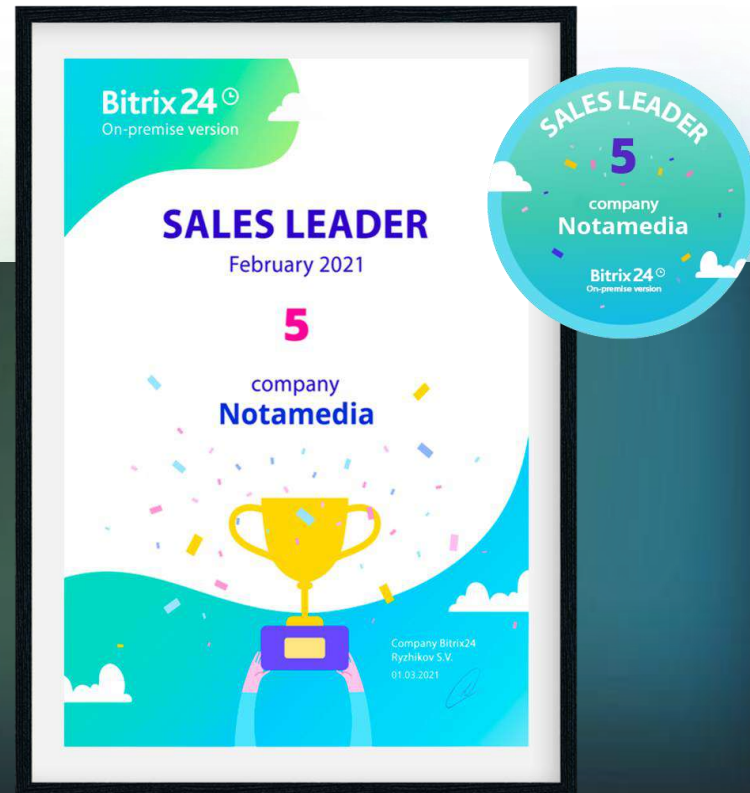 Bitrix24
On-premise version
SALES LEADER
February 2021
5
company
Notamedia
Company Bitrix24
Ryzhikov S.V.
01.03.2021
SALES LEADER
5
company
Notamedia
Bitrix24
On-premise version